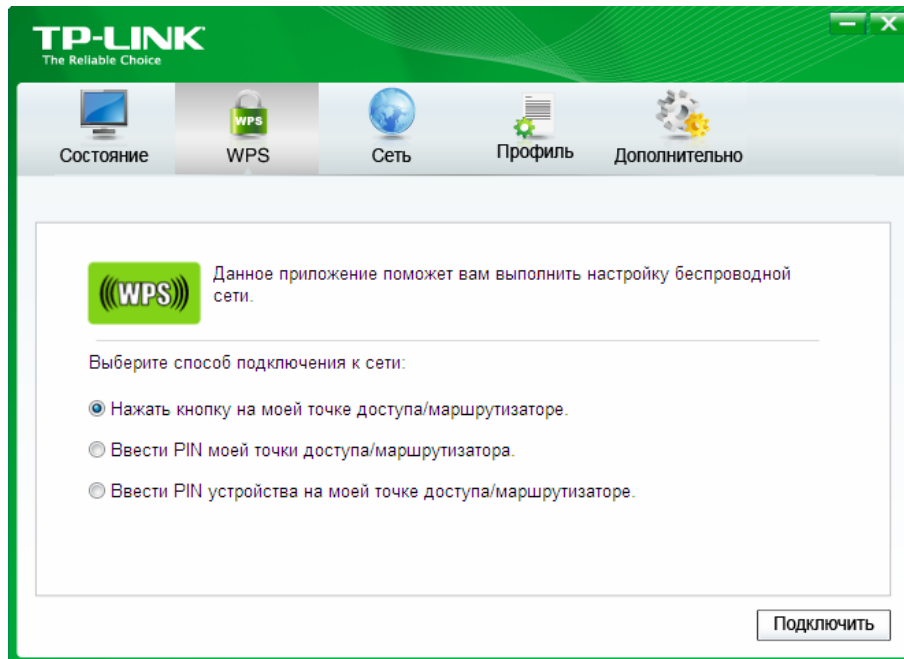 TP-LINK
The Reliable Choice
WPS
Состояние
WPS
Сеть
Профиль
Дополнительно
(((WPS)))
Данное приложение поможет вам выполнить настройку беспроводной
сети.
Выберите способ подключения к сети:
Нажать кнопку на моей точке доступа/маршрутизаторе.
Ввести PIN моей точки доступа/маршрутизатора.
Ввести PIN устройства на моей точке доступа/маршрутизаторе.
Подключить